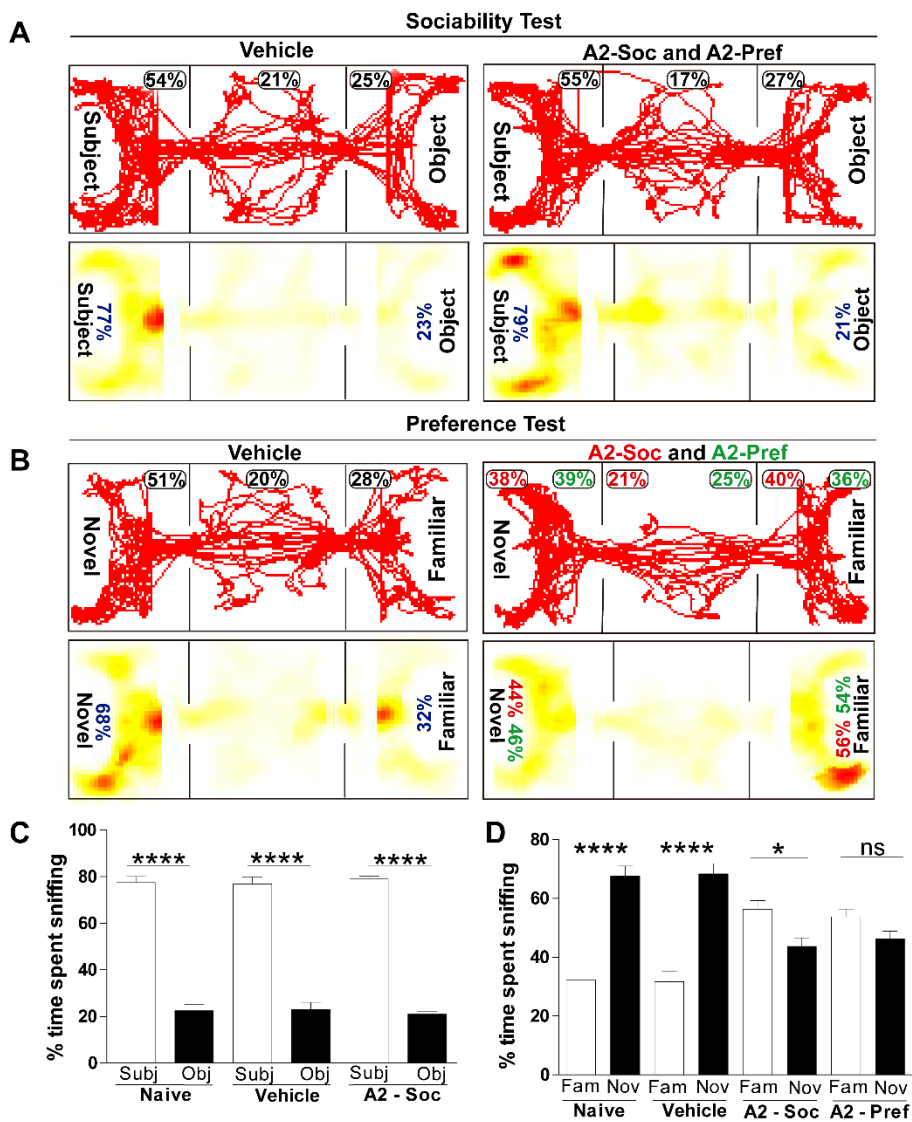 Sociability Test
A
Vehicle
A2-Soc and A2-Pref
54% 21% 25%
55% 17% 27%
Subject
Object
Subject
Object
Subject
77%
23%
Object
Subject
79%
21%
Object
Preference Test
B
Vehicle
A2-Soc and A2-Pref
51% 20% 28%
38% 39% 21% 25% 40% 36%
Novel
Familiar
Novel
Familiar
Novel
68%
32%
Familiar
44%
Novel
46%
56% 54%
Familiar
C
% time spent sniffing
100
80
60
40
20
0
**** **** ****
Subj Obj Subj Obj Subj Obj
Naive Vehicle A2 - Soc
D
% time spent sniffing
80
60
40
20
0
**** **** * ns
Fam Nov Fam Nov Fam Nov Fam Nov
Naive Vehicle A2 - Soc A2 - Pref